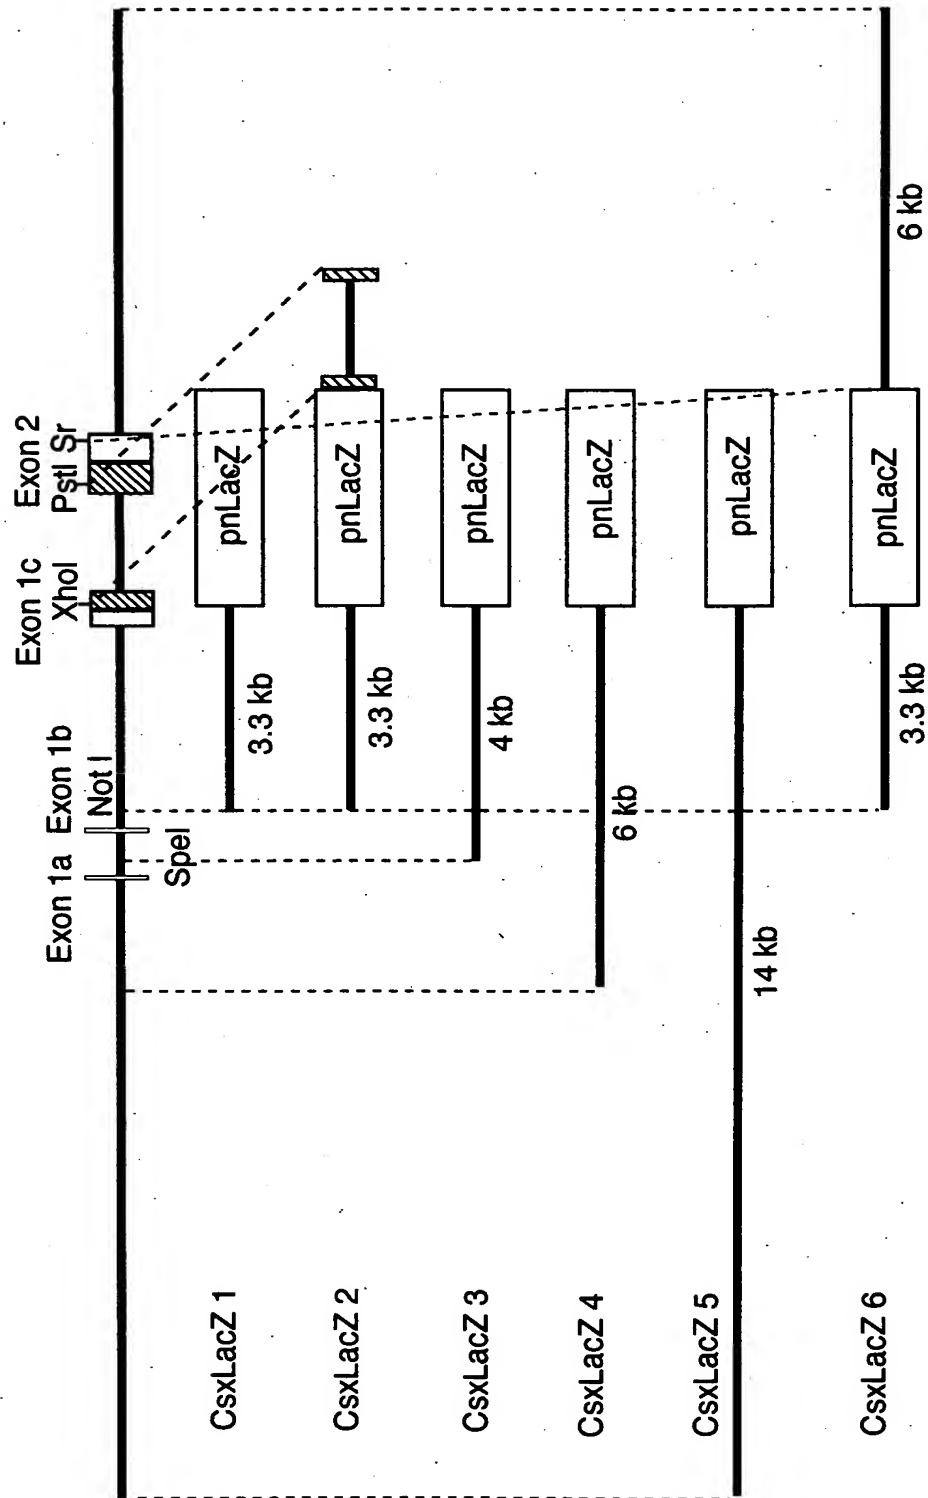 Exon 1a
Exon 1b
Exon 1c
Exon 2
Not I
XhoI
PstI
Sr
SpeI
CsxLacZ 1
3.3 kb
pnLacZ
CsxLacZ 2
3.3 kb
pnLacZ
CsxLacZ 3
4 kb
pnLacZ
CsxLacZ 4
6 kb
pnLacZ
CsxLacZ 5
14 kb
pnLacZ
CsxLacZ 6
3.3 kb
pnLacZ
6 kb